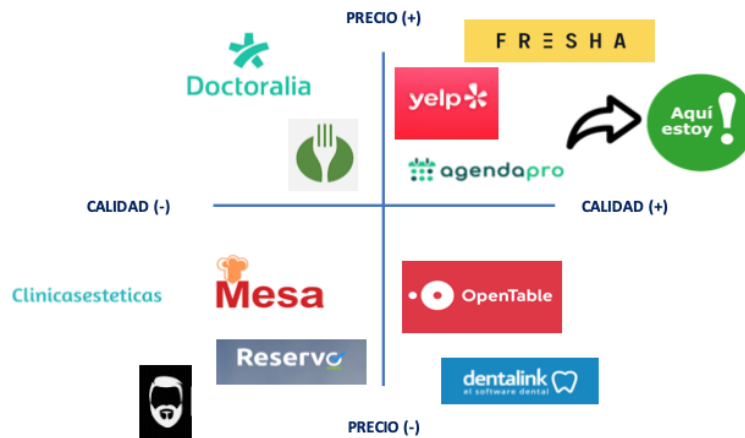 PRECIO (+)
FRESHA
Doctoralia
yelp
Aquí
estoy !
agendapro
CALIDAD (-)
CALIDAD (+)
Clinicasesteticas
Mesa
OpenTable
Reservo
dentalink
el software dental
PRECIO (-)